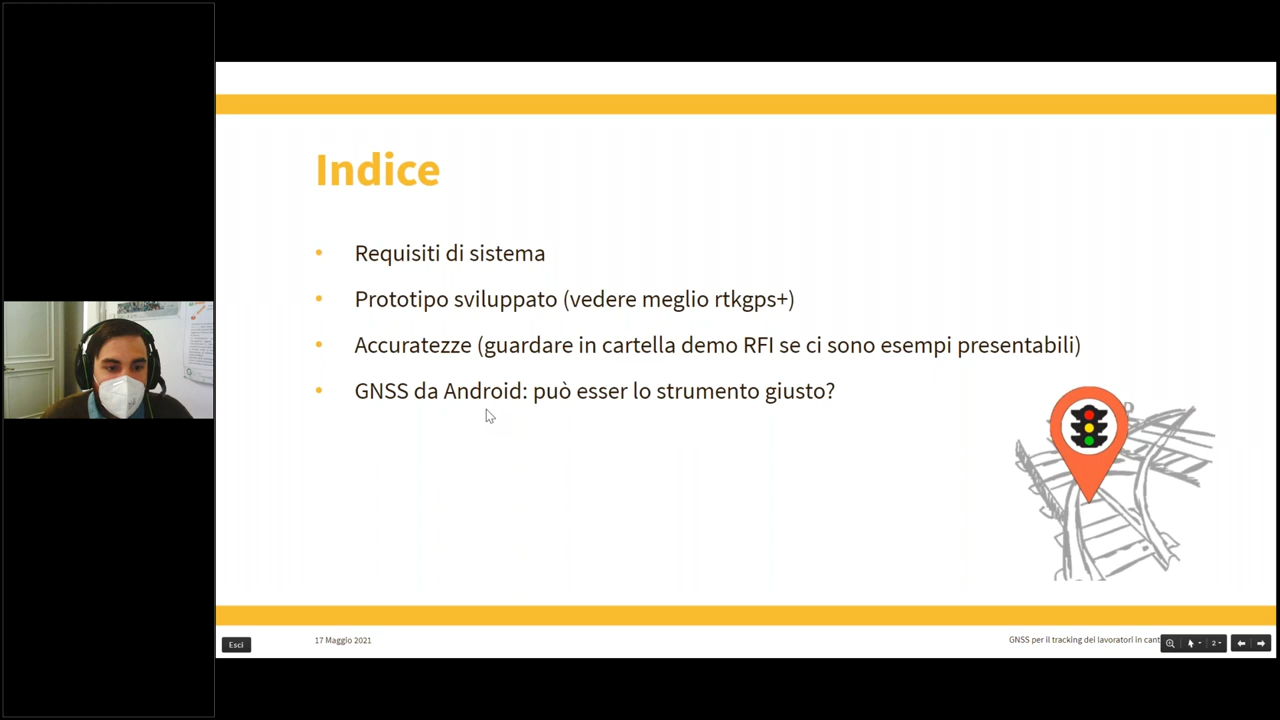 Indice
• Requisiti di sistema
• Prototipo sviluppato (vedere meglio rtkgps+)
• Accuratezze (guardare in cartella demo RFI se ci sono esempi presentabili)
• GNSS da Android: può esser lo strumento giusto?
Esci
17 Maggio 2021
GNSS per il tracking dei lavoratori in cant
2